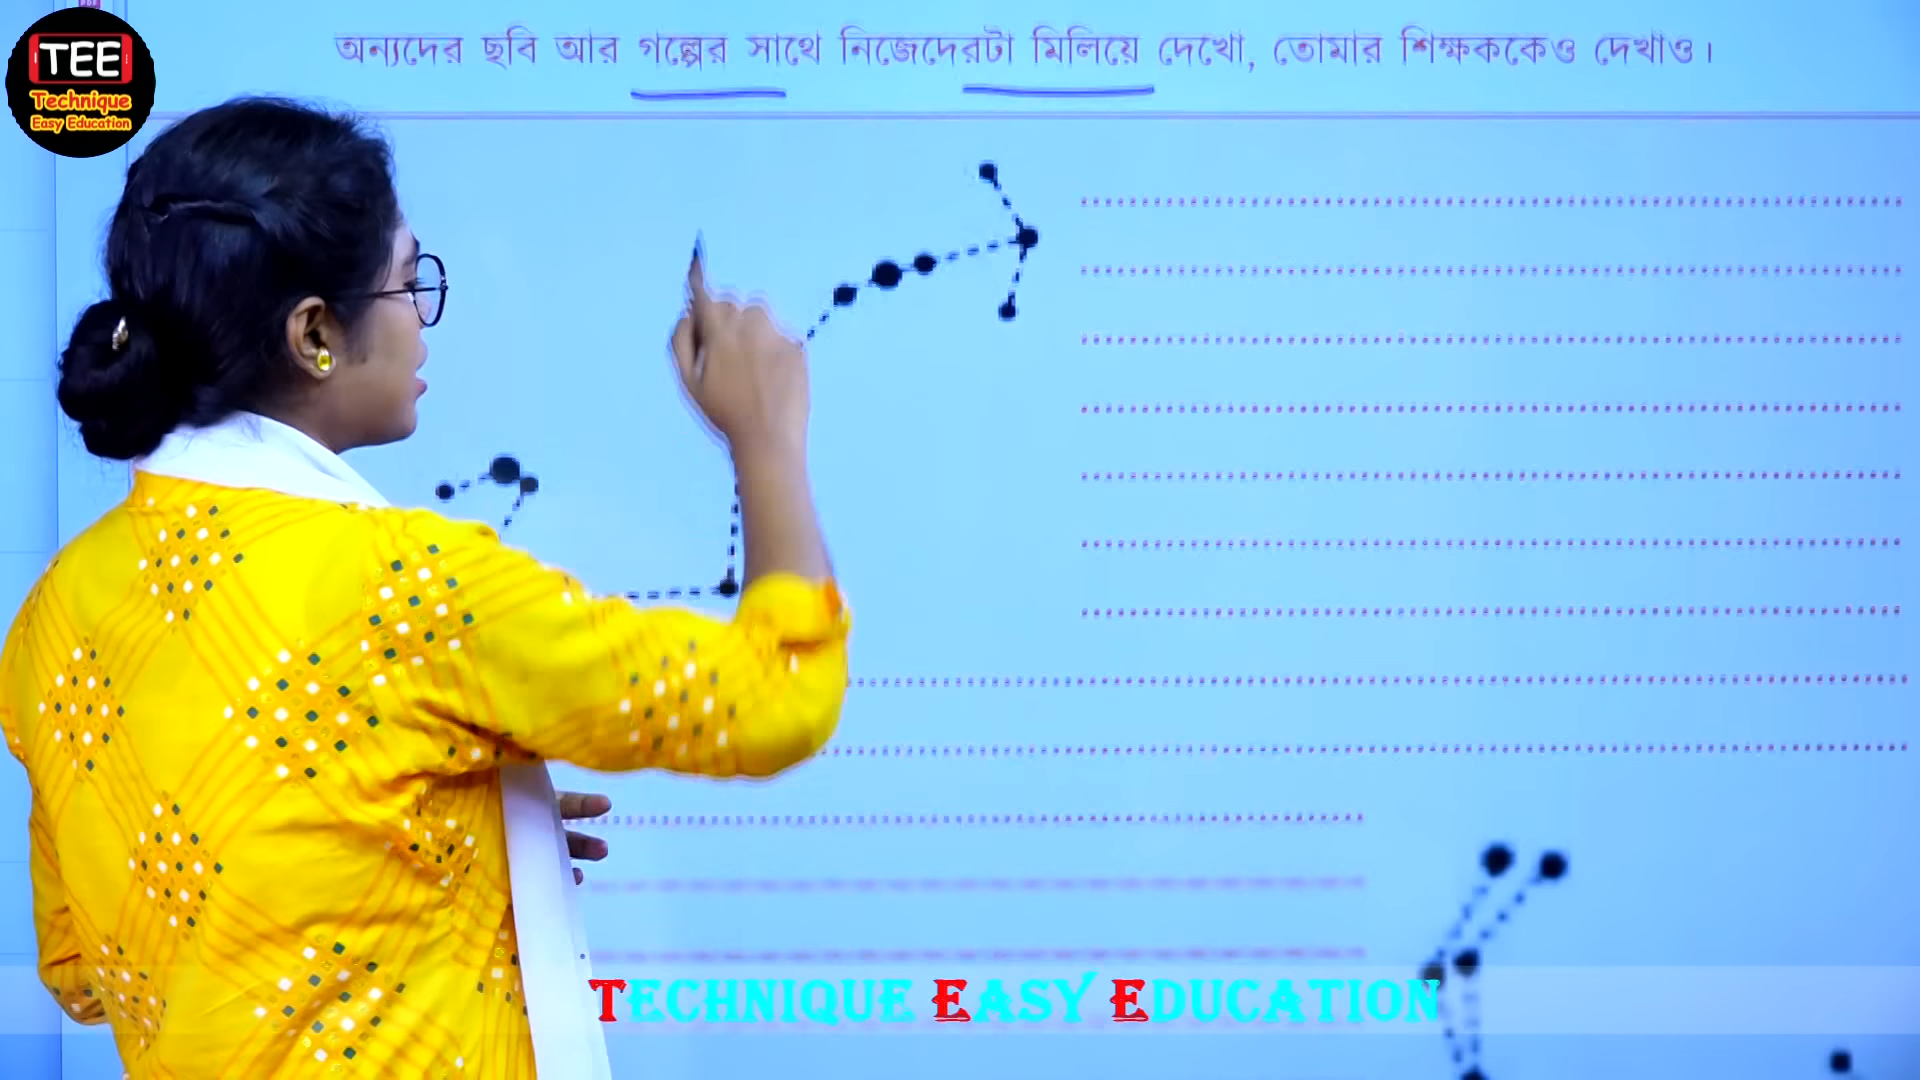 TEE
Technique
Easy Education
অন্যদের ছবি আর গল্পের সাথে নিজেদেরটা মিলিয়ে দেখো, তোমার শিক্ষককেও দেখাও।
TECHNIQUE EASY EDUCATION